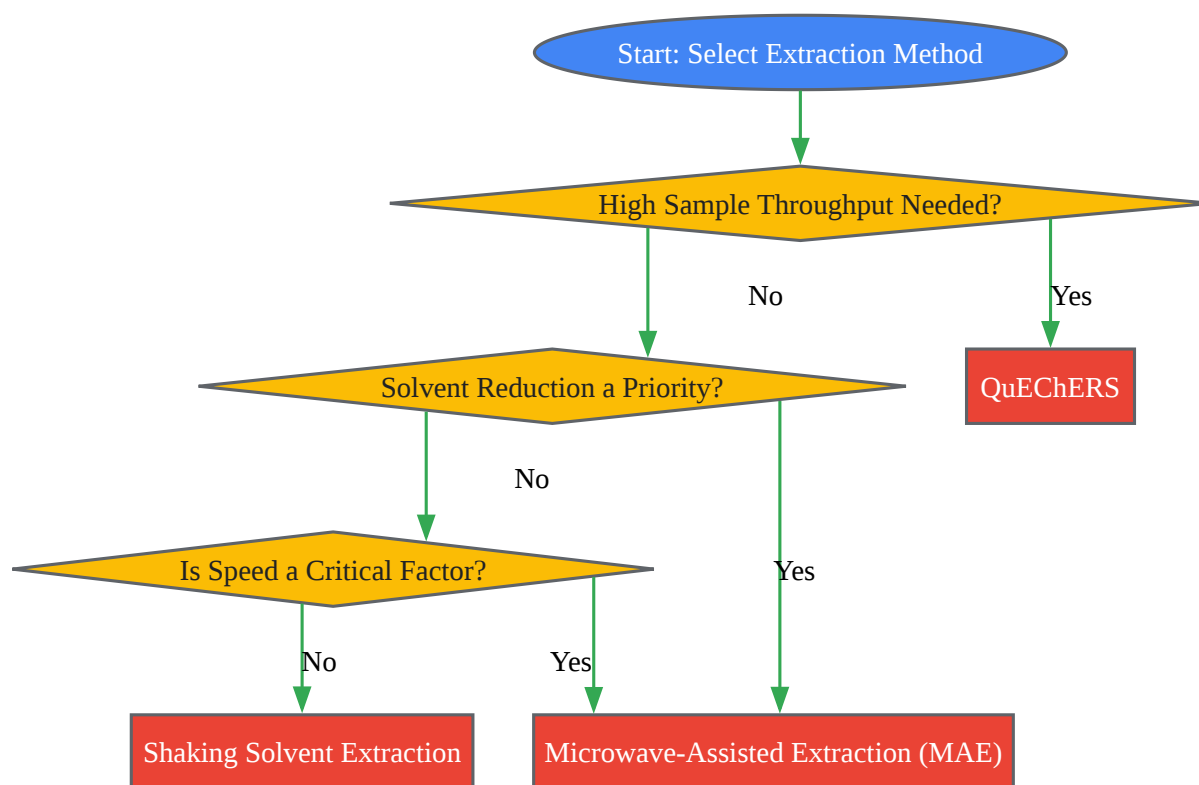 Start: Select Extraction Method
High Sample Throughput Needed?
No
Yes
Solvent Reduction a Priority?
QuEChERS
No
Is Speed a Critical Factor?
Yes
No
Yes
Shaking Solvent Extraction
Microwave-Assisted Extraction (MAE)